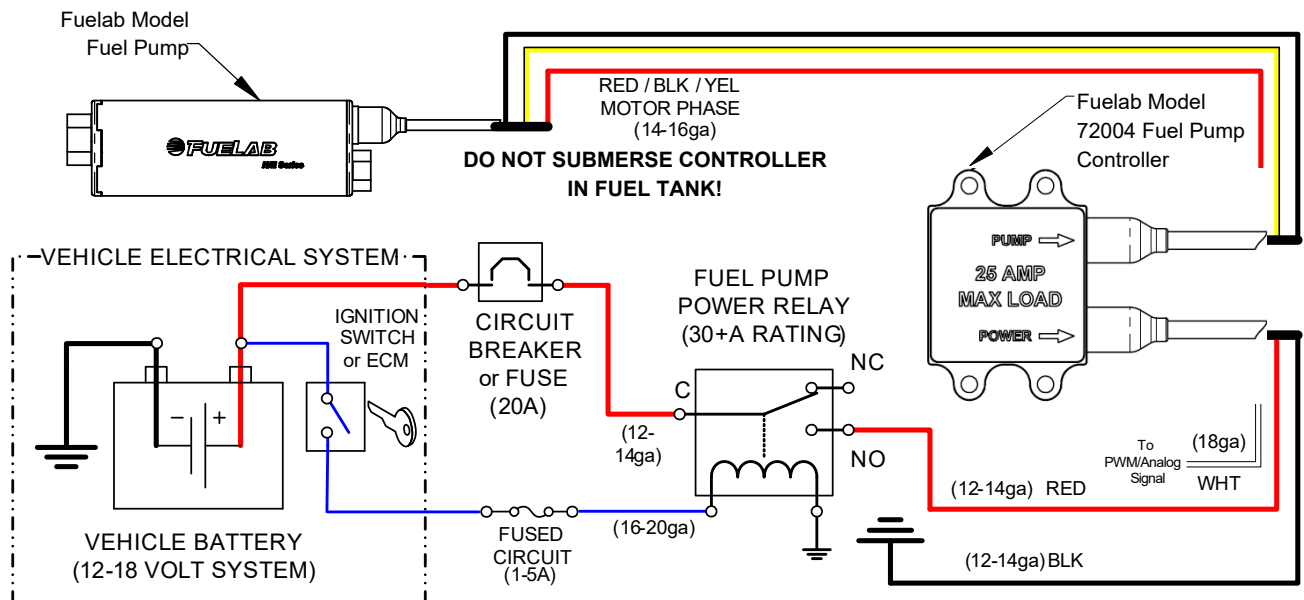 Fuelab Model
Fuel Pump
FUELAB
RED / BLK / YEL
MOTOR PHASE
(14-16ga)
DO NOT SUBMERSE CONTROLLER
IN FUEL TANK!
Fuelab Model
72004 Fuel Pump
Controller
PUMP
25 AMP
MAX LOAD
POWER
VEHICLE ELECTRICAL SYSTEM
IGNITION
SWITCH
or ECM
CIRCUIT
BREAKER
or FUSE
(20A)
FUEL PUMP
POWER RELAY
(30+A RATING)
C
NC
NO
(12-
14ga)
- +
VEHICLE BATTERY
(12-18 VOLT SYSTEM)
FUSED
CIRCUIT
(1-5A)
(16-20ga)
To
PWM/Analog
Signal
(18ga)
WHT
(12-14ga) RED
(12-14ga) BLK